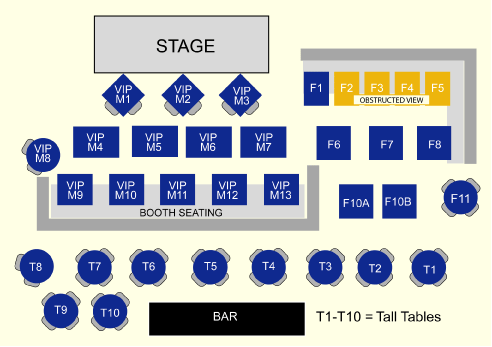 STAGE
VIP
M1
VIP
M2
VIP
M3
F1
F2
F3
F4
F5
OBSTRUCTED VIEW
VIP
M4
VIP
M5
VIP
M6
VIP
M7
F6
F7
F8
VIP
M8
VIP
M9
VIP
M10
VIP
M11
VIP
M12
VIP
M13
BOOTH SEATING
F10A
F10B
F11
T8
T7
T6
T5
T4
T3
T2
T1
T9
T10
BAR
T1-T10 = Tall Tables